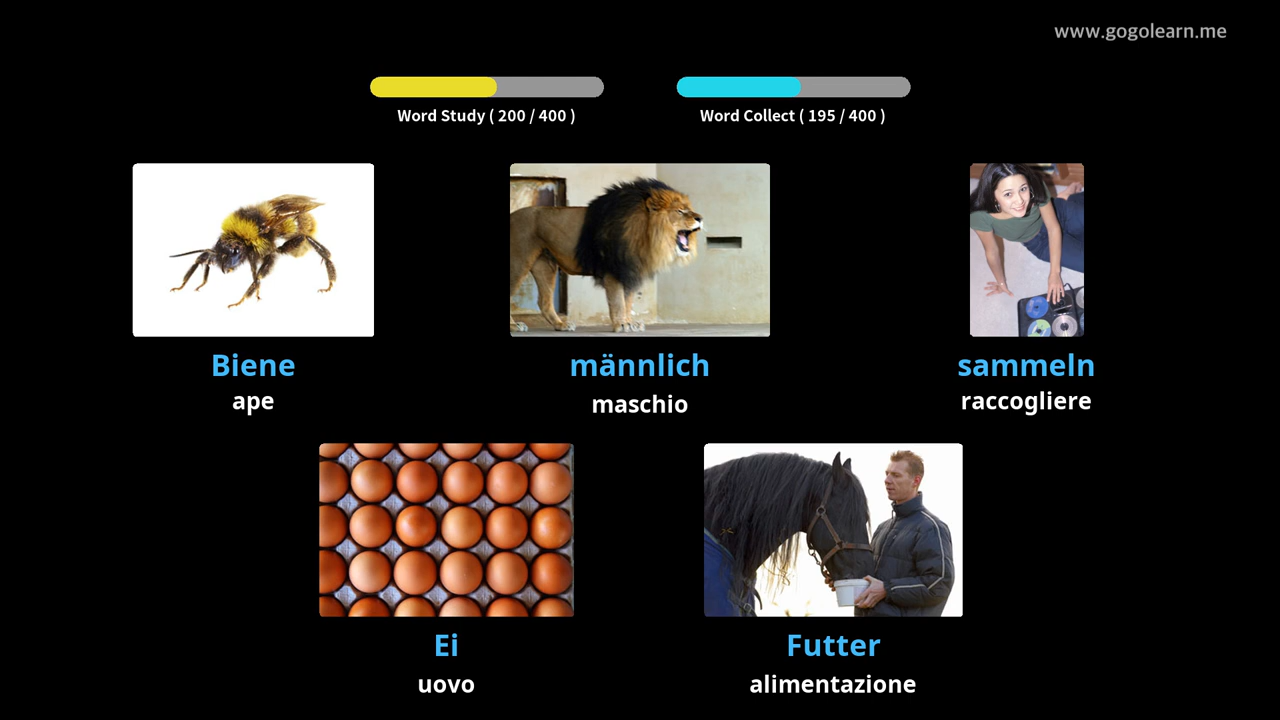 www.gogolearn.me
Word Study ( 200 / 400 )
Word Collect ( 195 / 400 )
Biene
ape
männlich
maschio
sammeln
raccogliere
Ei
uovo
Futter
alimentazione